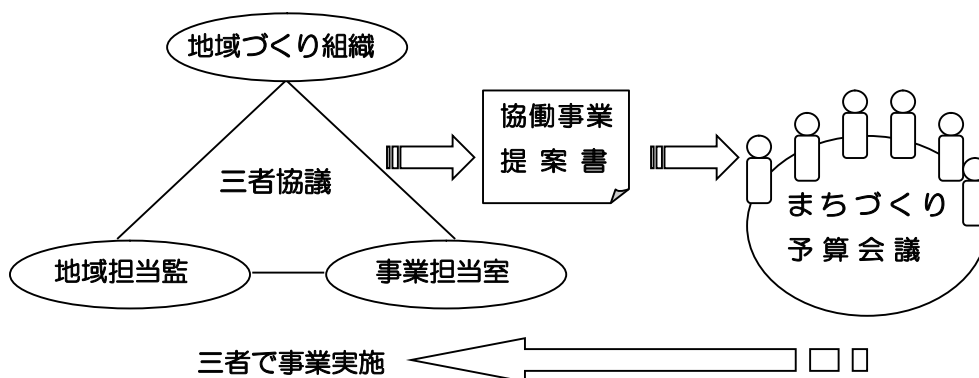 地域づくり組織
協働事業
提案書
三者協議
まちづくり
予算会議
地域担当監
事業担当室
三者で事業実施